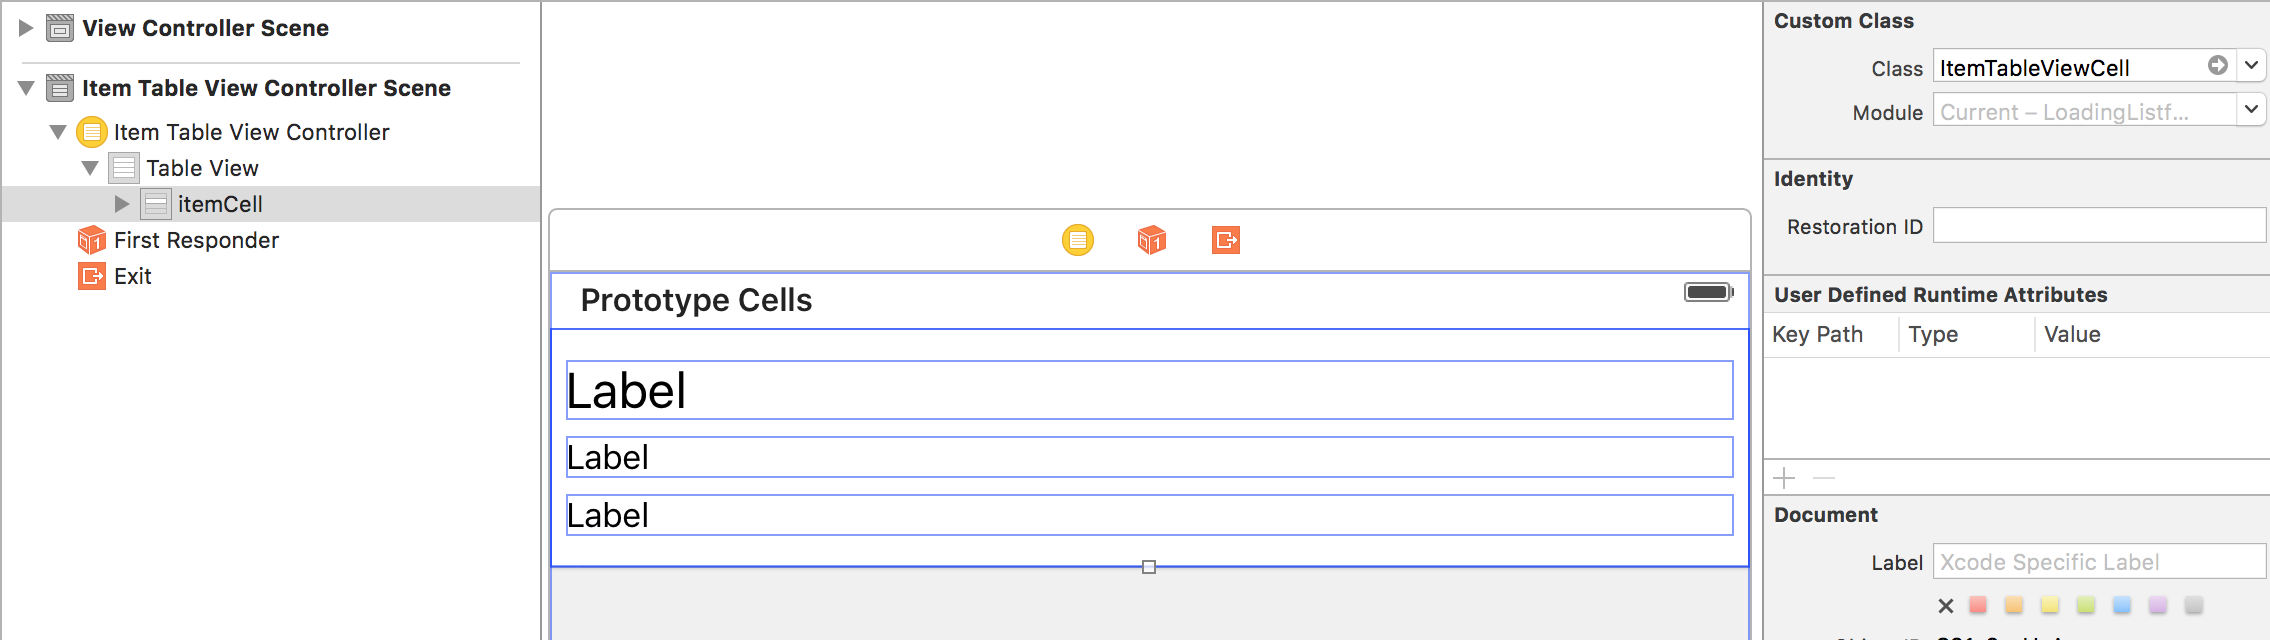 View Controller Scene
Item Table View Controller Scene
Item Table View Controller
Table View
itemCell
First Responder
1
Exit
1
Prototype Cells
Label
Label
Label
Custom Class
Class ItemTableViewCell
Module Current – LoadingListf...
Identity
Restoration ID
User Defined Runtime Attributes
Key Path Type Value
Document
Label Xcode Specific Label